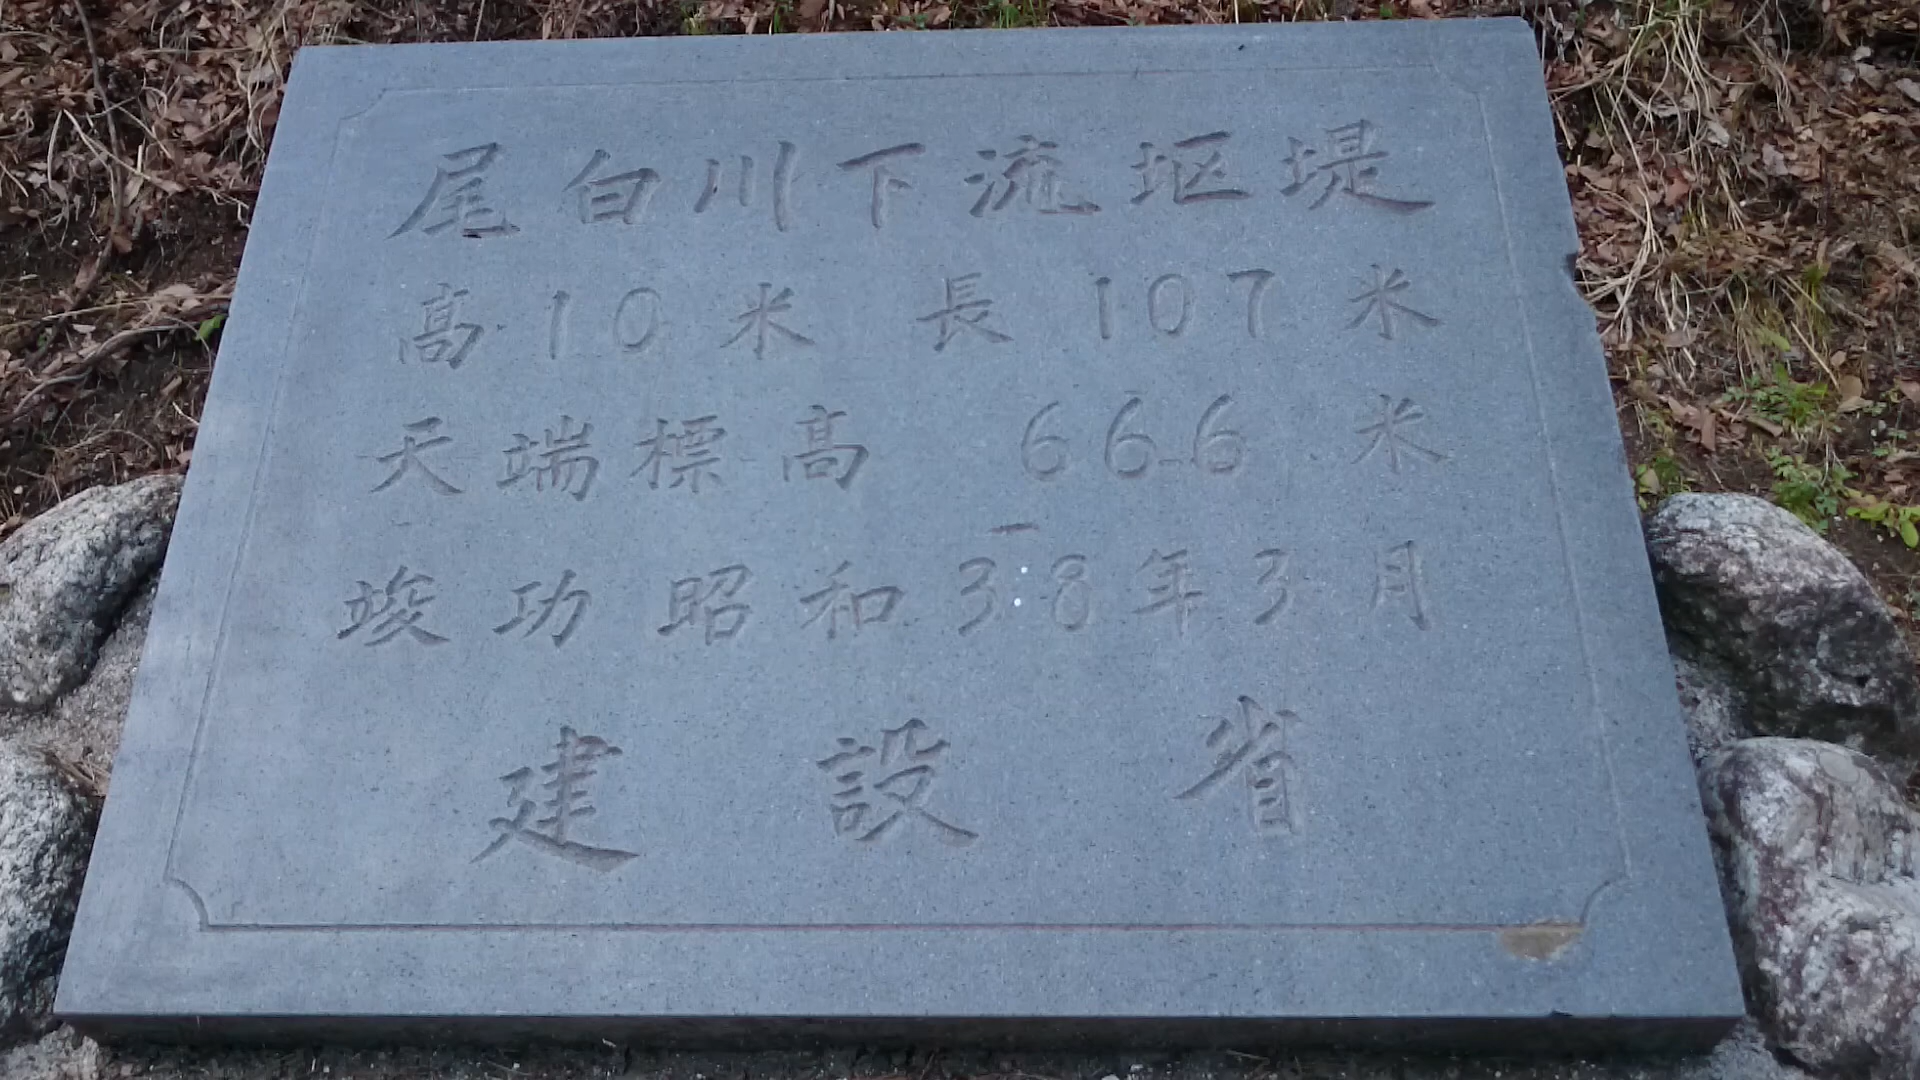 尾白川下流堰堤
高10米 長107米
天端標高 666米
竣功昭和38年3月
建設省